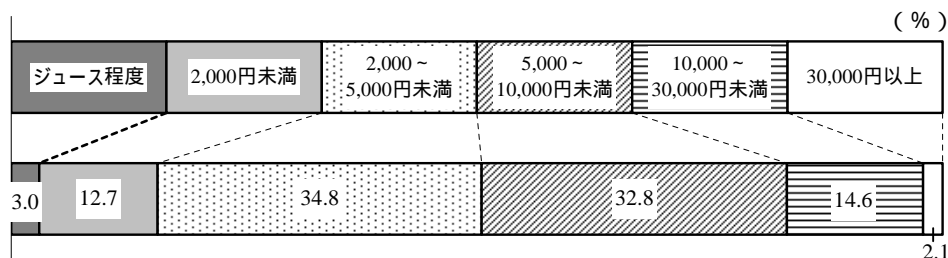 (％)
ジュース程度
2,000円未満
2,000～
5,000円未満
5,000～
10,000円未満
10,000～
30,000円未満
30,000円以上
3.0
12.7
34.8
32.8
14.6
2.1